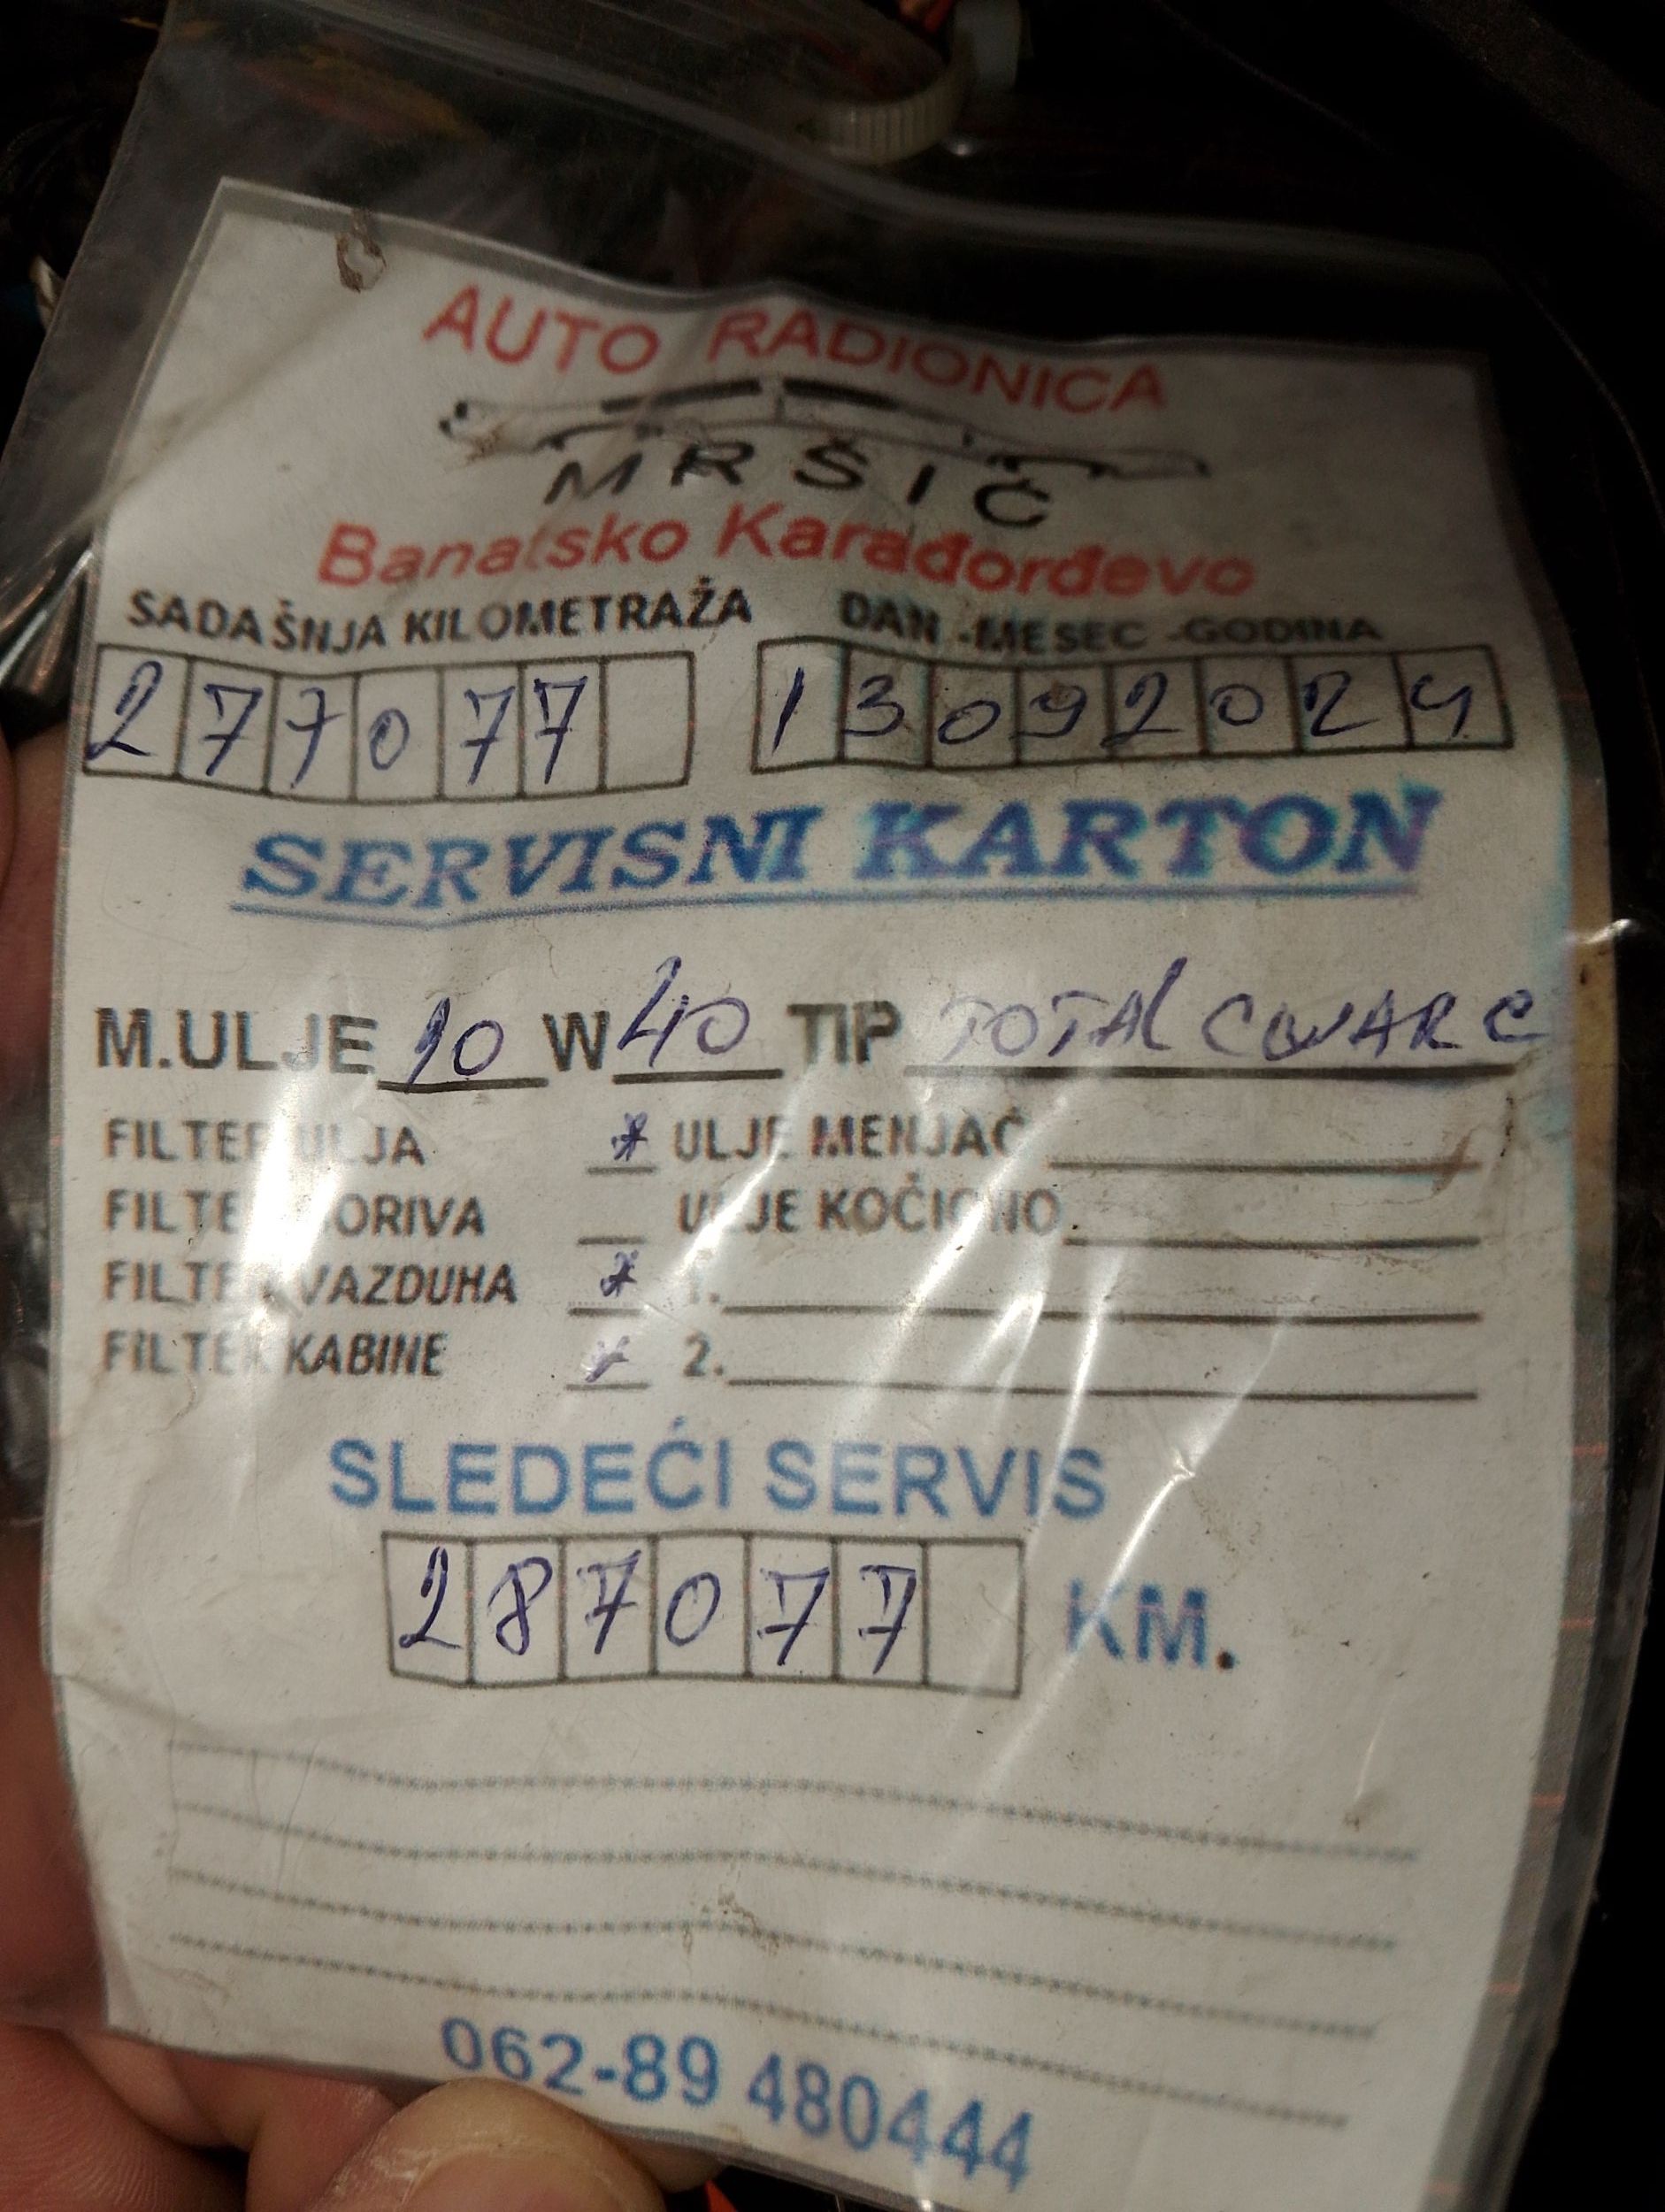 AUTO RADIONICA
MRŠIĆ
Banatsko Karađorđevo
SADAŠNJA KILOMETRAŽA DAN -MESEC -GODINA
277077 13092024
SERVISNI KARTON
M.ULJE 10 W 40 TIP TOTAL CWARC
FILTER ULJA * ULJE MENJAČ
FILTER GORIVA ULJE KOČIONO
FILTER VAZDUHA * 1.
FILTER KABINE * 2.
SLEDEĆI SERVIS
287077 KM.
062-89 480444